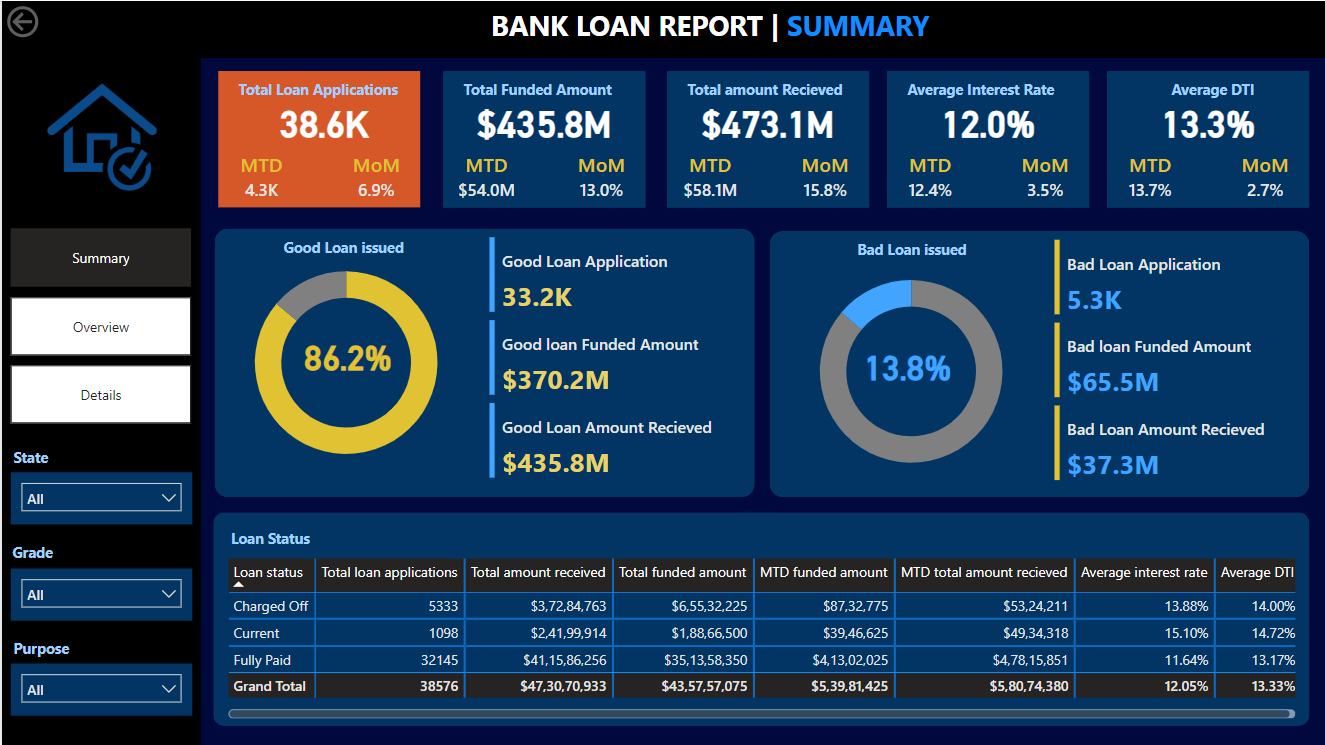 BANK LOAN REPORT | SUMMARY
Total Loan Applications
38.6K
MTD MoM
4.3K 6.9%
Total Funded Amount
$435.8M
MTD MoM
$54.0M 13.0%
Total amount Recieved
$473.1M
MTD MoM
$58.1M 15.8%
Average Interest Rate
12.0%
MTD MoM
12.4% 3.5%
Average DTI
13.3%
MTD MoM
13.7% 2.7%
Summary
Overview
Details
State
All
Grade
All
Purpose
All
Good Loan issued
86.2%
Good Loan Application
33.2K
Good loan Funded Amount
$370.2M
Good Loan Amount Recieved
$435.8M
Bad Loan issued
13.8%
Bad Loan Application
5.3K
Bad loan Funded Amount
$65.5M
Bad Loan Amount Recieved
$37.3M
Loan Status
Loan status Total loan applications Total amount received Total funded amount MTD funded amount MTD total amount recieved Average interest rate Average DTI
Charged Off 5333 $3,72,84,763 $6,55,32,225 $87,32,775 $53,24,211 13.88% 14.00%
Current 1098 $2,41,99,914 $1,88,66,500 $39,46,625 $49,34,318 15.10% 14.72%
Fully Paid 32145 $41,15,86,256 $35,13,58,350 $4,13,02,025 $4,78,15,851 11.64% 13.17%
Grand Total 38576 $47,30,70,933 $43,57,57,075 $5,39,81,425 $5,80,74,380 12.05% 13.33%